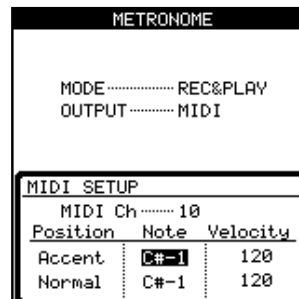 METRONOME
MODE ··············· REC&PLAY
OUTPUT ·········· MIDI
MIDI SETUP
MIDI Ch ········ 10
Position Note Velocity
Accent C#-1 120
Normal C#-1 120